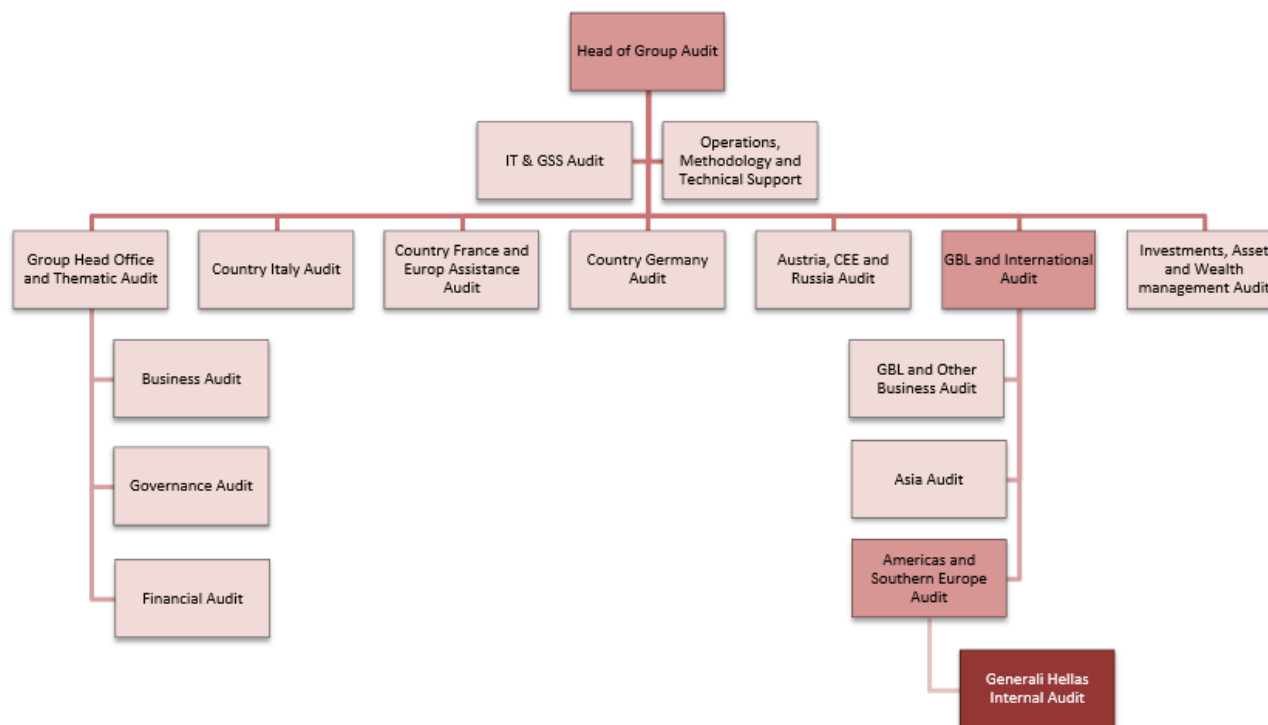 Head of Group Audit
IT & GSS Audit
Operations,
Methodology and
Technical Support
Group Head Office
and Thematic Audit
Country Italy Audit
Country France and
Europ Assistance
Audit
Country Germany
Audit
Austria, CEE and
Russia Audit
GBL and International
Audit
Investments, Asset
and Wealth
management Audit
Business Audit
Governance Audit
Financial Audit
GBL and Other
Business Audit
Asia Audit
Americas and
Southern Europe
Audit
Generali Hellas
Internal Audit